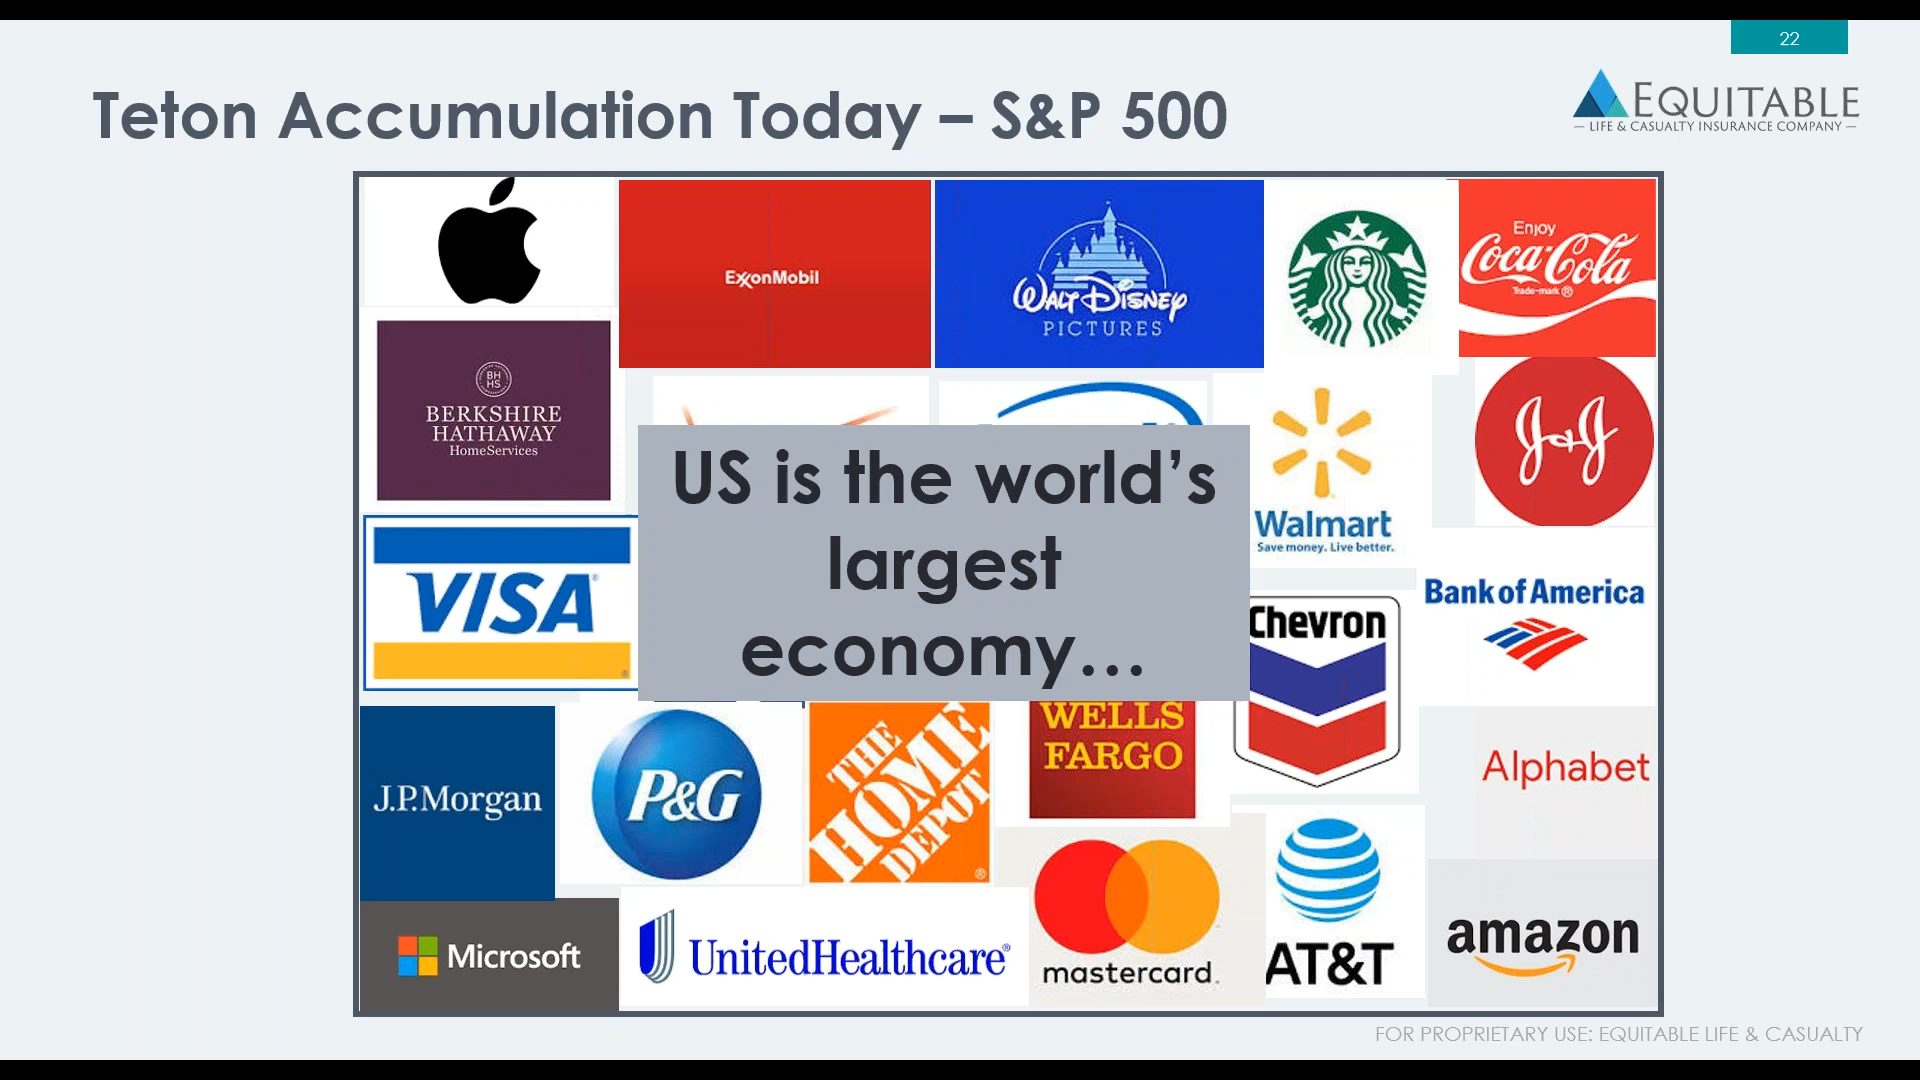 22
Teton Accumulation Today – S&P 500
EQUITABLE
– LIFE & CASUALTY INSURANCE COMPANY –
ExxonMobil
WALT DISNEY
PICTURES
Enjoy
Coca-Cola
Trade-mark ®
BH
HS
BERKSHIRE
HATHAWAY
HomeServices
J&J
US is the world’s
largest
economy…
Walmart
Save money. Live better.
VISA
Chevron
Bank of America
J.P.Morgan
P&G
THE
HOME
DEPOT
WELLS
FARGO
Alphabet
Microsoft
UnitedHealthcare®
mastercard.
AT&T
amazon
FOR PROPRIETARY USE: EQUITABLE LIFE & CASUALTY